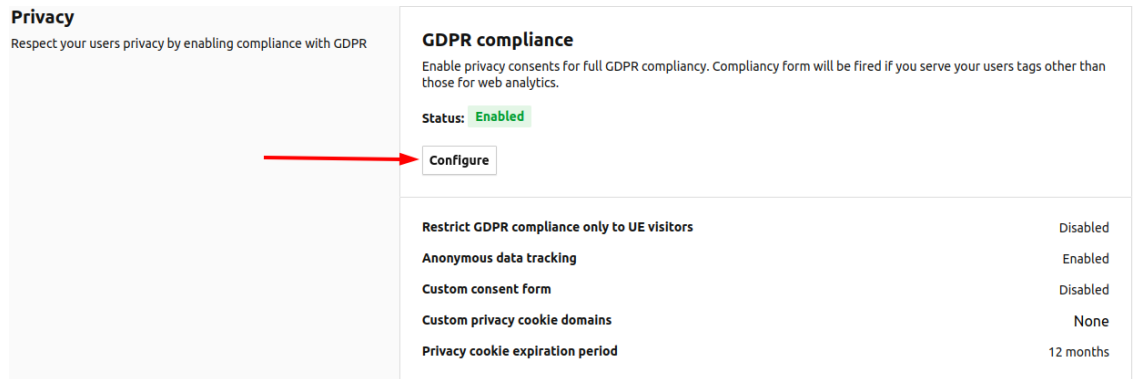 Privacy
Respect your users privacy by enabling compliance with GDPR
GDPR compliance
Enable privacy consents for full GDPR compliancy. Compliancy form will be fired if you serve your users tags other than
those for web analytics.
Status: Enabled
Configure
Restrict GDPR compliance only to UE visitors Disabled
Anonymous data tracking Enabled
Custom consent form Disabled
Custom privacy cookie domains None
Privacy cookie expiration period 12 months